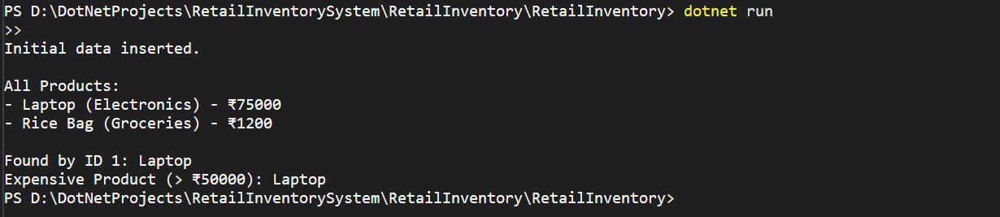 PS D:\DotNetProjects\RetailInventorySystem\RetailInventory\RetailInventory> dotnet run
>>
Initial data inserted.
All Products:
- Laptop (Electronics) - ₹75000
- Rice Bag (Groceries) - ₹1200
Found by ID 1: Laptop
Expensive Product (> ₹50000): Laptop
PS D:\DotNetProjects\RetailInventorySystem\RetailInventory\RetailInventory>